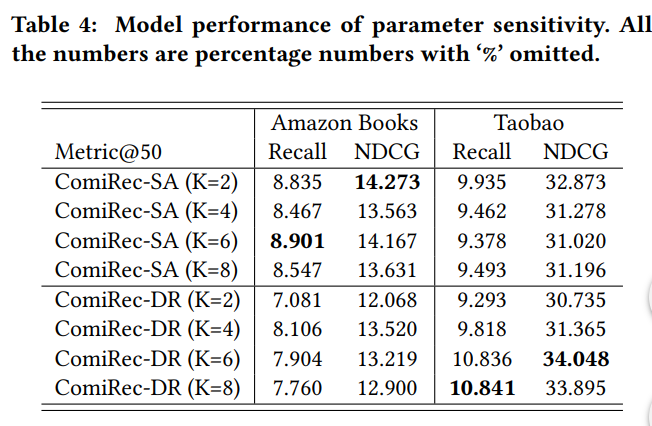 Table 4: Model performance of parameter sensitivity. All
the numbers are percentage numbers with ‘%’ omitted.
Amazon Books Taobao
Metric@50 Recall NDCG Recall NDCG
ComiRec-SA (K=2) 8.835 14.273 9.935 32.873
ComiRec-SA (K=4) 8.467 13.563 9.462 31.278
ComiRec-SA (K=6) 8.901 14.167 9.378 31.020
ComiRec-SA (K=8) 8.547 13.631 9.493 31.196
ComiRec-DR (K=2) 7.081 12.068 9.293 30.735
ComiRec-DR (K=4) 8.106 13.520 9.818 31.365
ComiRec-DR (K=6) 7.904 13.219 10.836 34.048
ComiRec-DR (K=8) 7.760 12.900 10.841 33.895